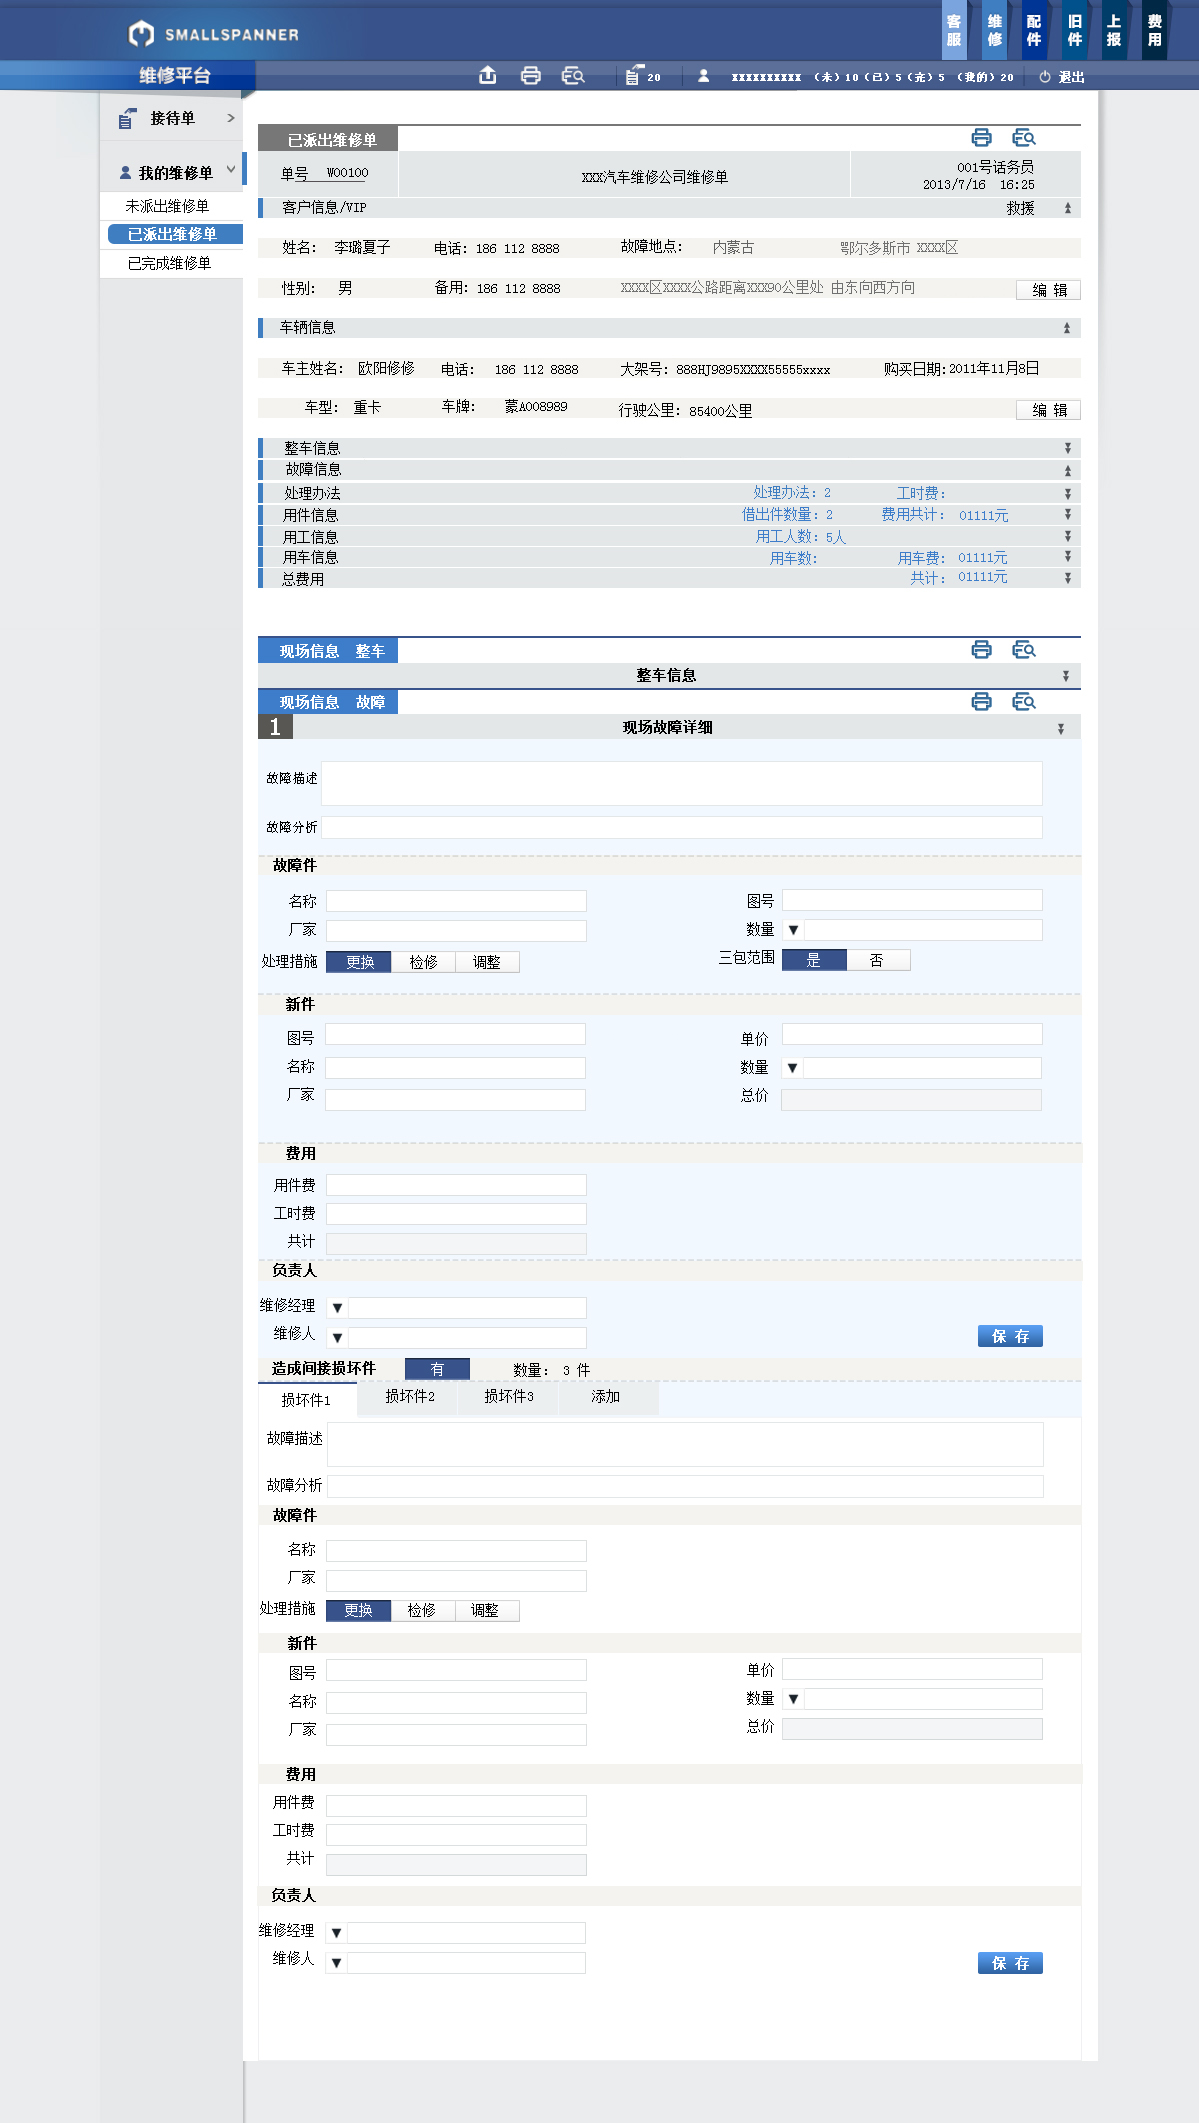 SMALLSPANNER
客服 维修 配件 旧件 上报 费用
维修平台
20 XXXXXXXXXX （未）10（已）5（完）5 （我的）20 退出
接待单
我的维修单
未派出维修单
已派出维修单
已完成维修单
已派出维修单
单号 W00100
XXX汽车维修公司维修单
001号话务员
2013/7/16 16:25
客户信息/VIP 救援
姓名： 李璐夏子 电话：186 112 8888 故障地点： 内蒙古 鄂尔多斯市 XXXX区
性别： 男 备用：186 112 8888 XXXX区XXXX公路距离XXX90公里处 由东向西方向 编 辑
车辆信息
车主姓名： 欧阳修修 电话： 186 112 8888 大架号：888HJ9895XXXX55555xxxx 购买日期:2011年11月8日
车型： 重卡 车牌： 蒙A008989 行驶公里：85400公里 编 辑
整车信息
故障信息
处理办法 处理办法：2 工时费：
用件信息 借出件数量：2 费用共计： 01111元
用工信息 用工人数：5人
用车信息 用车数： 用车费： 01111元
总费用 共计： 01111元
现场信息 整车
整车信息
现场信息 故障
1 现场故障详细
故障描述
故障分析
故障件
名称 图号
厂家 数量 ▼
处理措施 更换 检修 调整 三包范围 是 否
新件
图号 单价
名称 数量 ▼
厂家 总价
费用
用件费
工时费
共计
负责人
维修经理 ▼
维修人 ▼ 保 存
造成间接损坏件 有 数量： 3 件
损坏件1 损坏件2 损坏件3 添加
故障描述
故障分析
故障件
名称
厂家
处理措施 更换 检修 调整
新件
图号 单价
名称 数量 ▼
厂家 总价
费用
用件费
工时费
共计
负责人
维修经理 ▼
维修人 ▼ 保 存